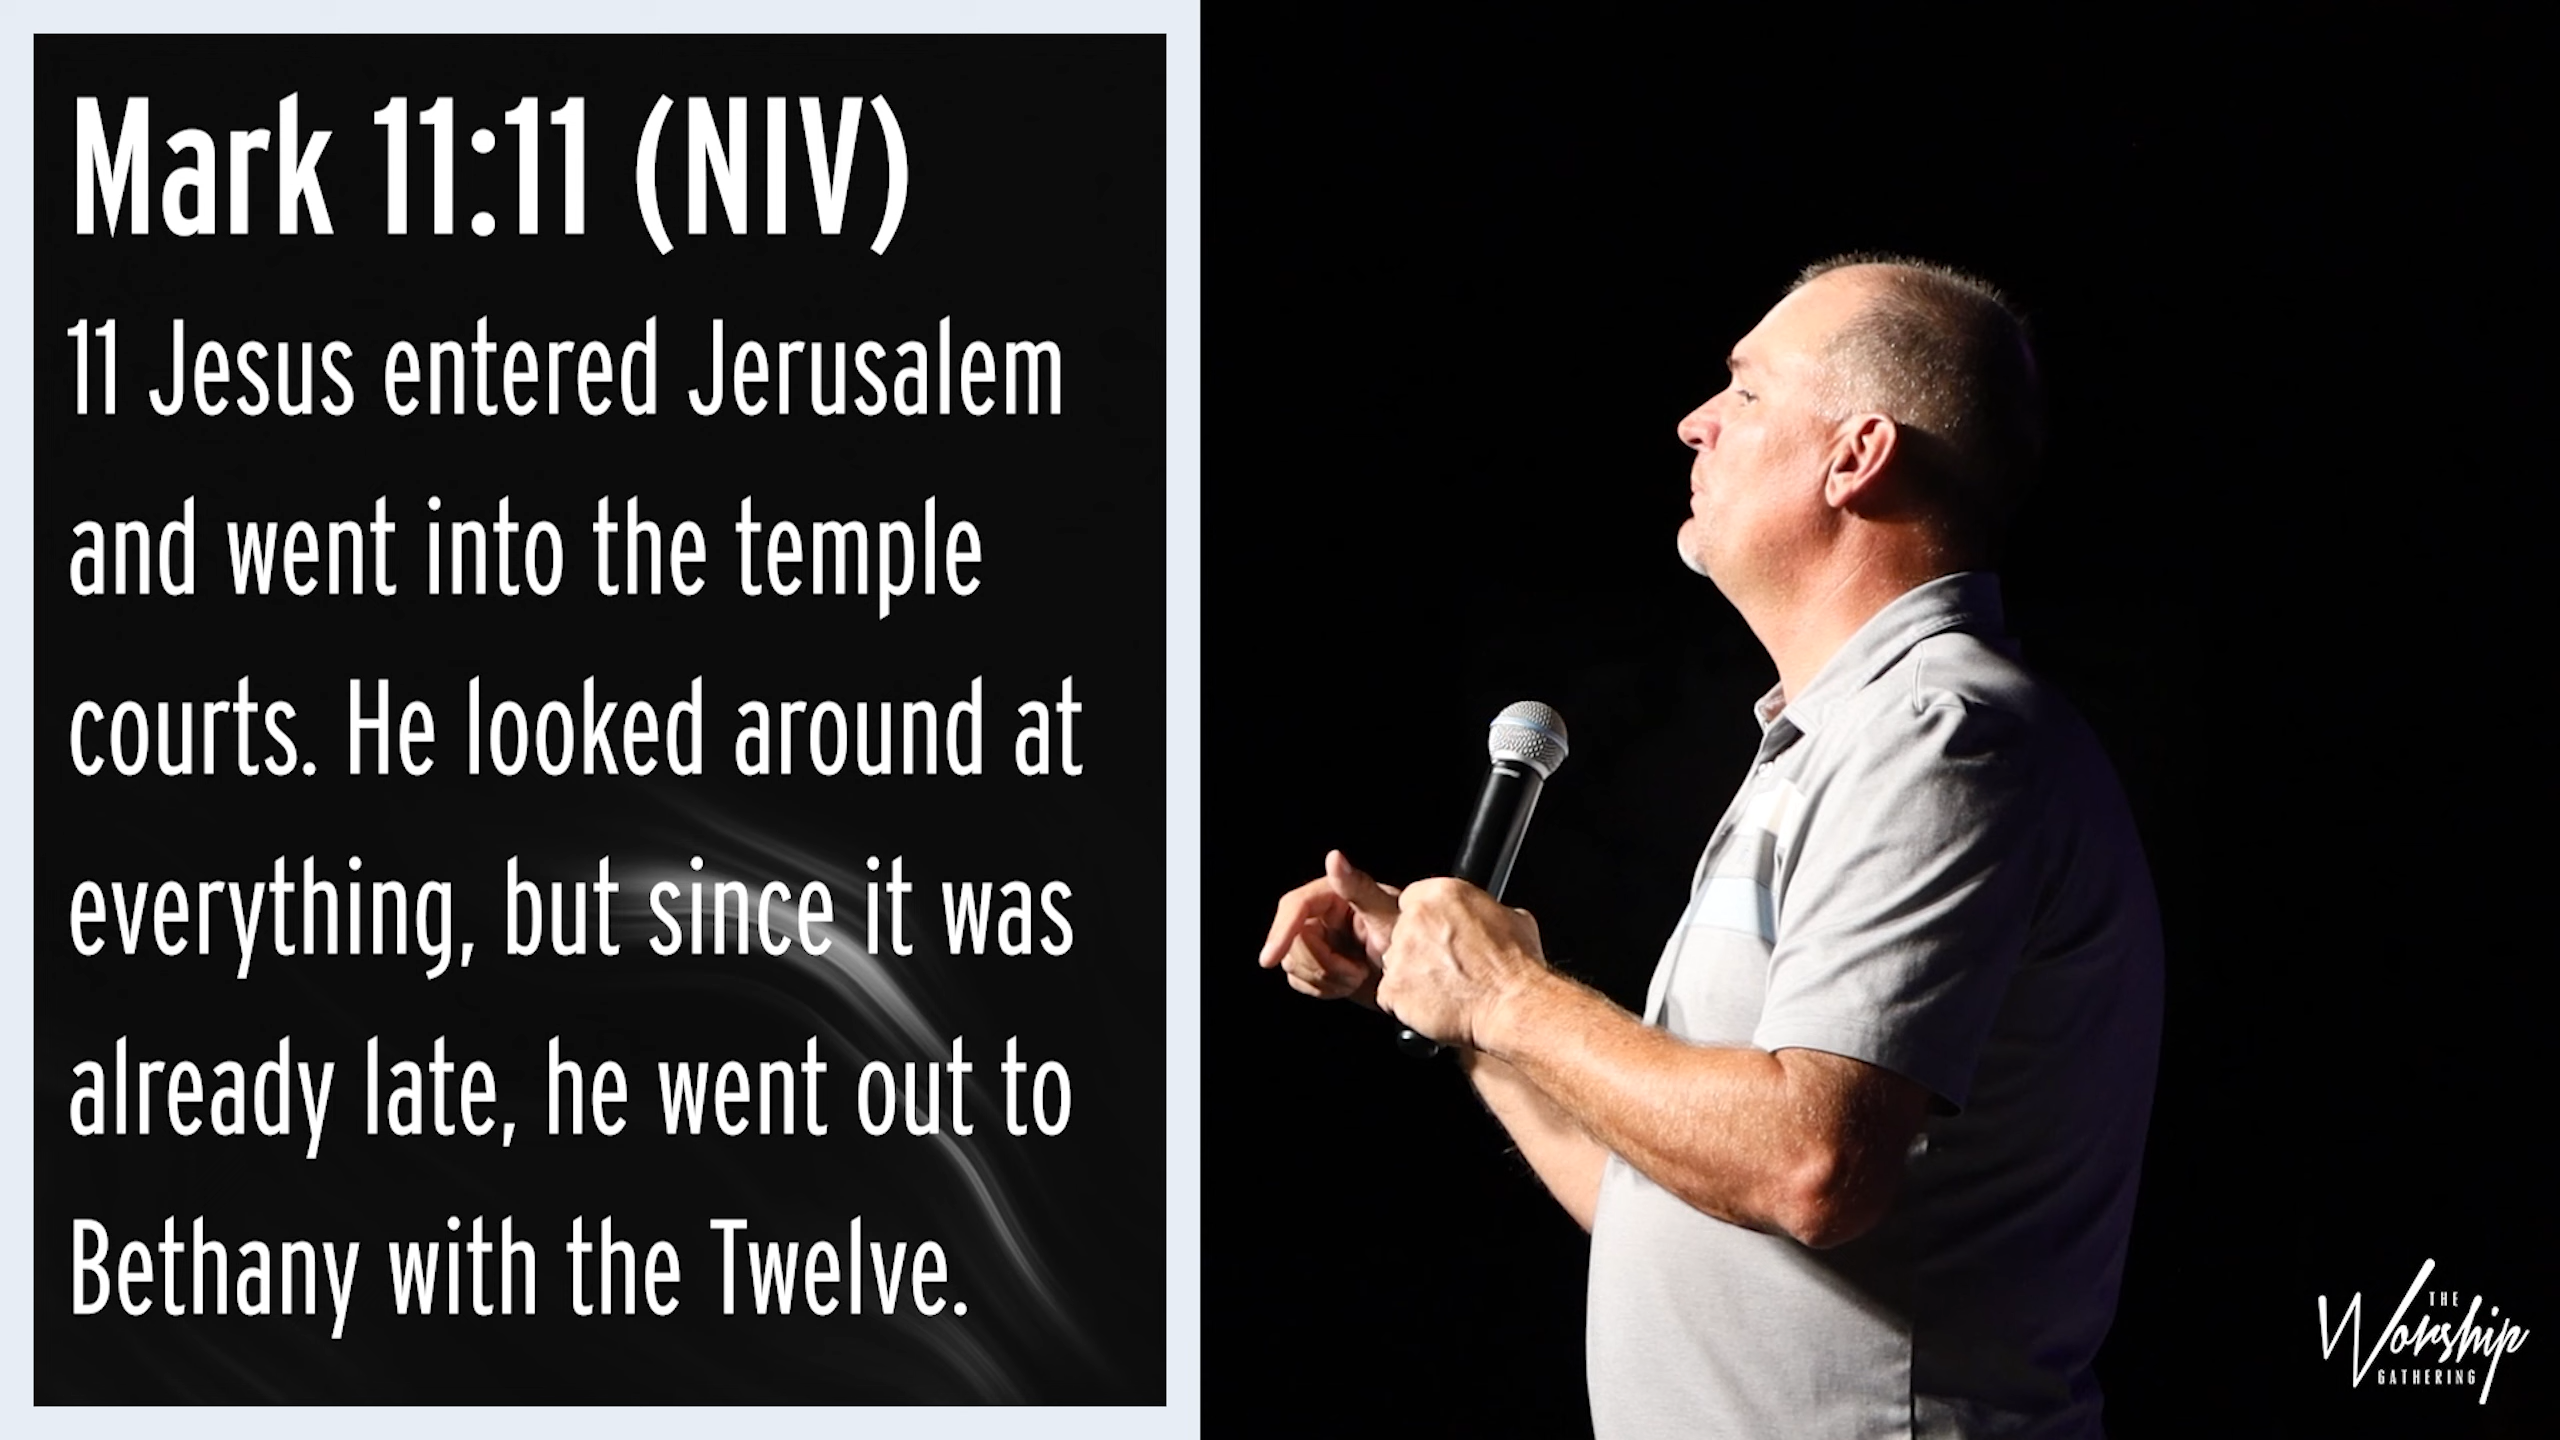 Mark 11:11 (NIV)
11 Jesus entered Jerusalem
and went into the temple
courts. He looked around at
everything, but since it was
already late, he went out to
Bethany with the Twelve.
THE
Worship
GATHERING